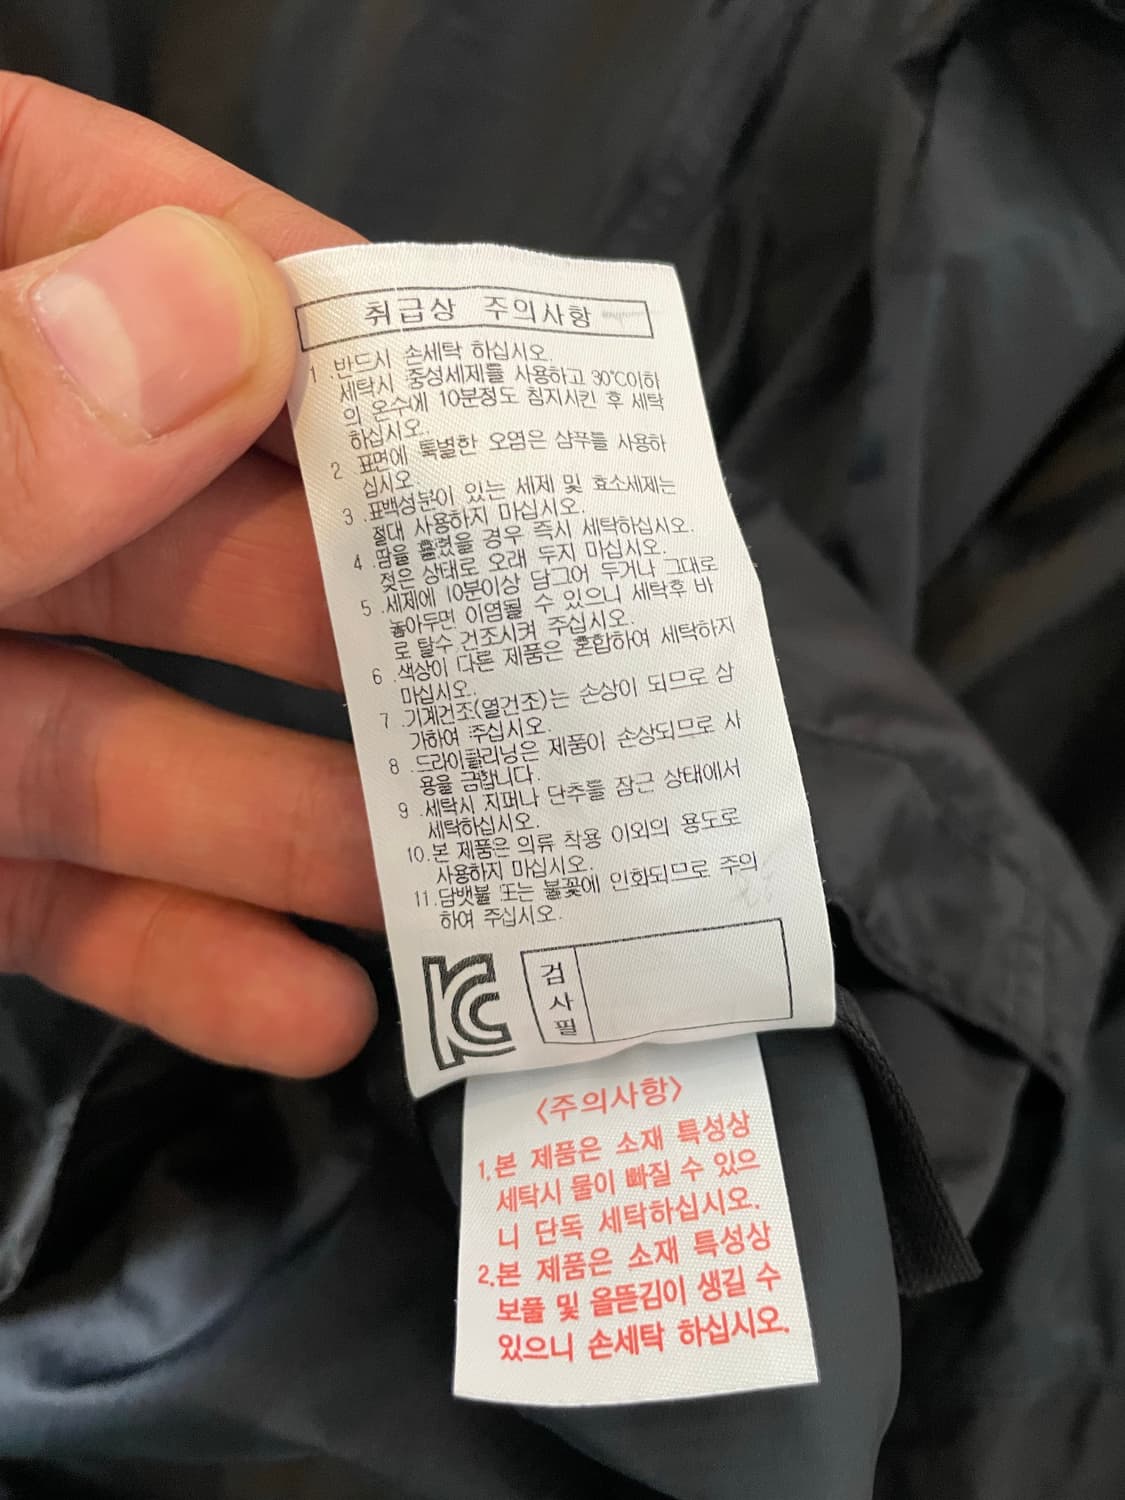 취급상 주의사항
1 .반드시 손세탁 하십시오.
세탁시 중성세제를 사용하고 30℃이하
의 온수에 10분정도 침지시킨 후 세탁
하십시오.
2 표면에 특별한 오염은 샴푸를 사용하
십시오
3 .표백성분이 있는 세제 및 효소세제는
절대 사용하지 마십시오.
4 .땀을 흘렸을 경우 즉시 세탁하십시오.
젖은 상태로 오래 두지 마십시오.
5 .세제에 10분이상 담그어 두거나 그대로
놓아두면 이염될 수 있으니 세탁후 바
로 탈수.건조시켜 주십시오.
6 .색상이 다른 제품은 혼합하여 세탁하지
마십시오.
7 .기계건조(열건조)는 손상이 되므로 삼
가하여 주십시오.
8 .드라이클리닝은 제품이 손상되므로 사
용을 금합니다.
9 .세탁시 지퍼나 단추를 잠근 상태에서
세탁하십시오.
10.본 제품은 의류 착용 이외의 용도로
사용하지 마십시오.
11.담뱃불 또는 불꽃에 인화되므로 주의
하여 주십시오.
KC
검사필
<주의사항>
1.본 제품은 소재 특성상
세탁시 물이 빠질 수 있으
니 단독 세탁하십시오.
2.본 제품은 소재 특성상
보풀 및 올뜯김이 생길 수
있으니 손세탁 하십시오.